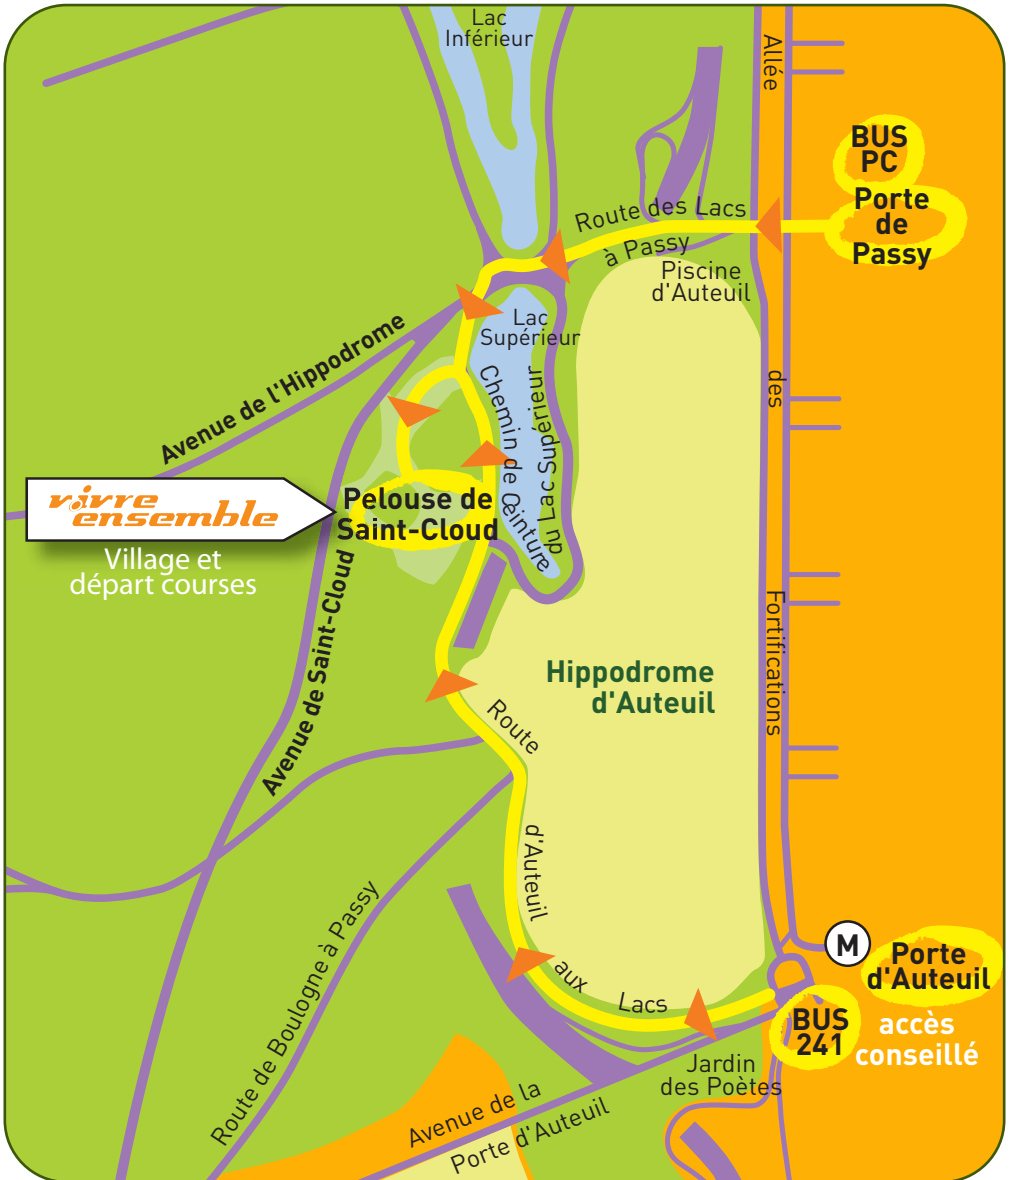 Lac
Inférieur
Allée
BUS
PC
Porte
de
Passy
Route des Lacs
à Passy
Piscine
d'Auteuil
Lac
Supérieur
Avenue de l'Hippodrome
Chemin de Ceinture
du Lac Supérieur
des
vivre
ensemble
Pelouse de
Saint-Cloud
Village et
départ courses
Avenue de Saint-Cloud
Fortifications
Hippodrome
d'Auteuil
Route
d'Auteuil
aux
Lacs
Route de Boulogne à Passy
M
Porte
d'Auteuil
BUS
241
accès
conseillé
Jardin
des Poètes
Avenue de la
Porte d'Auteuil